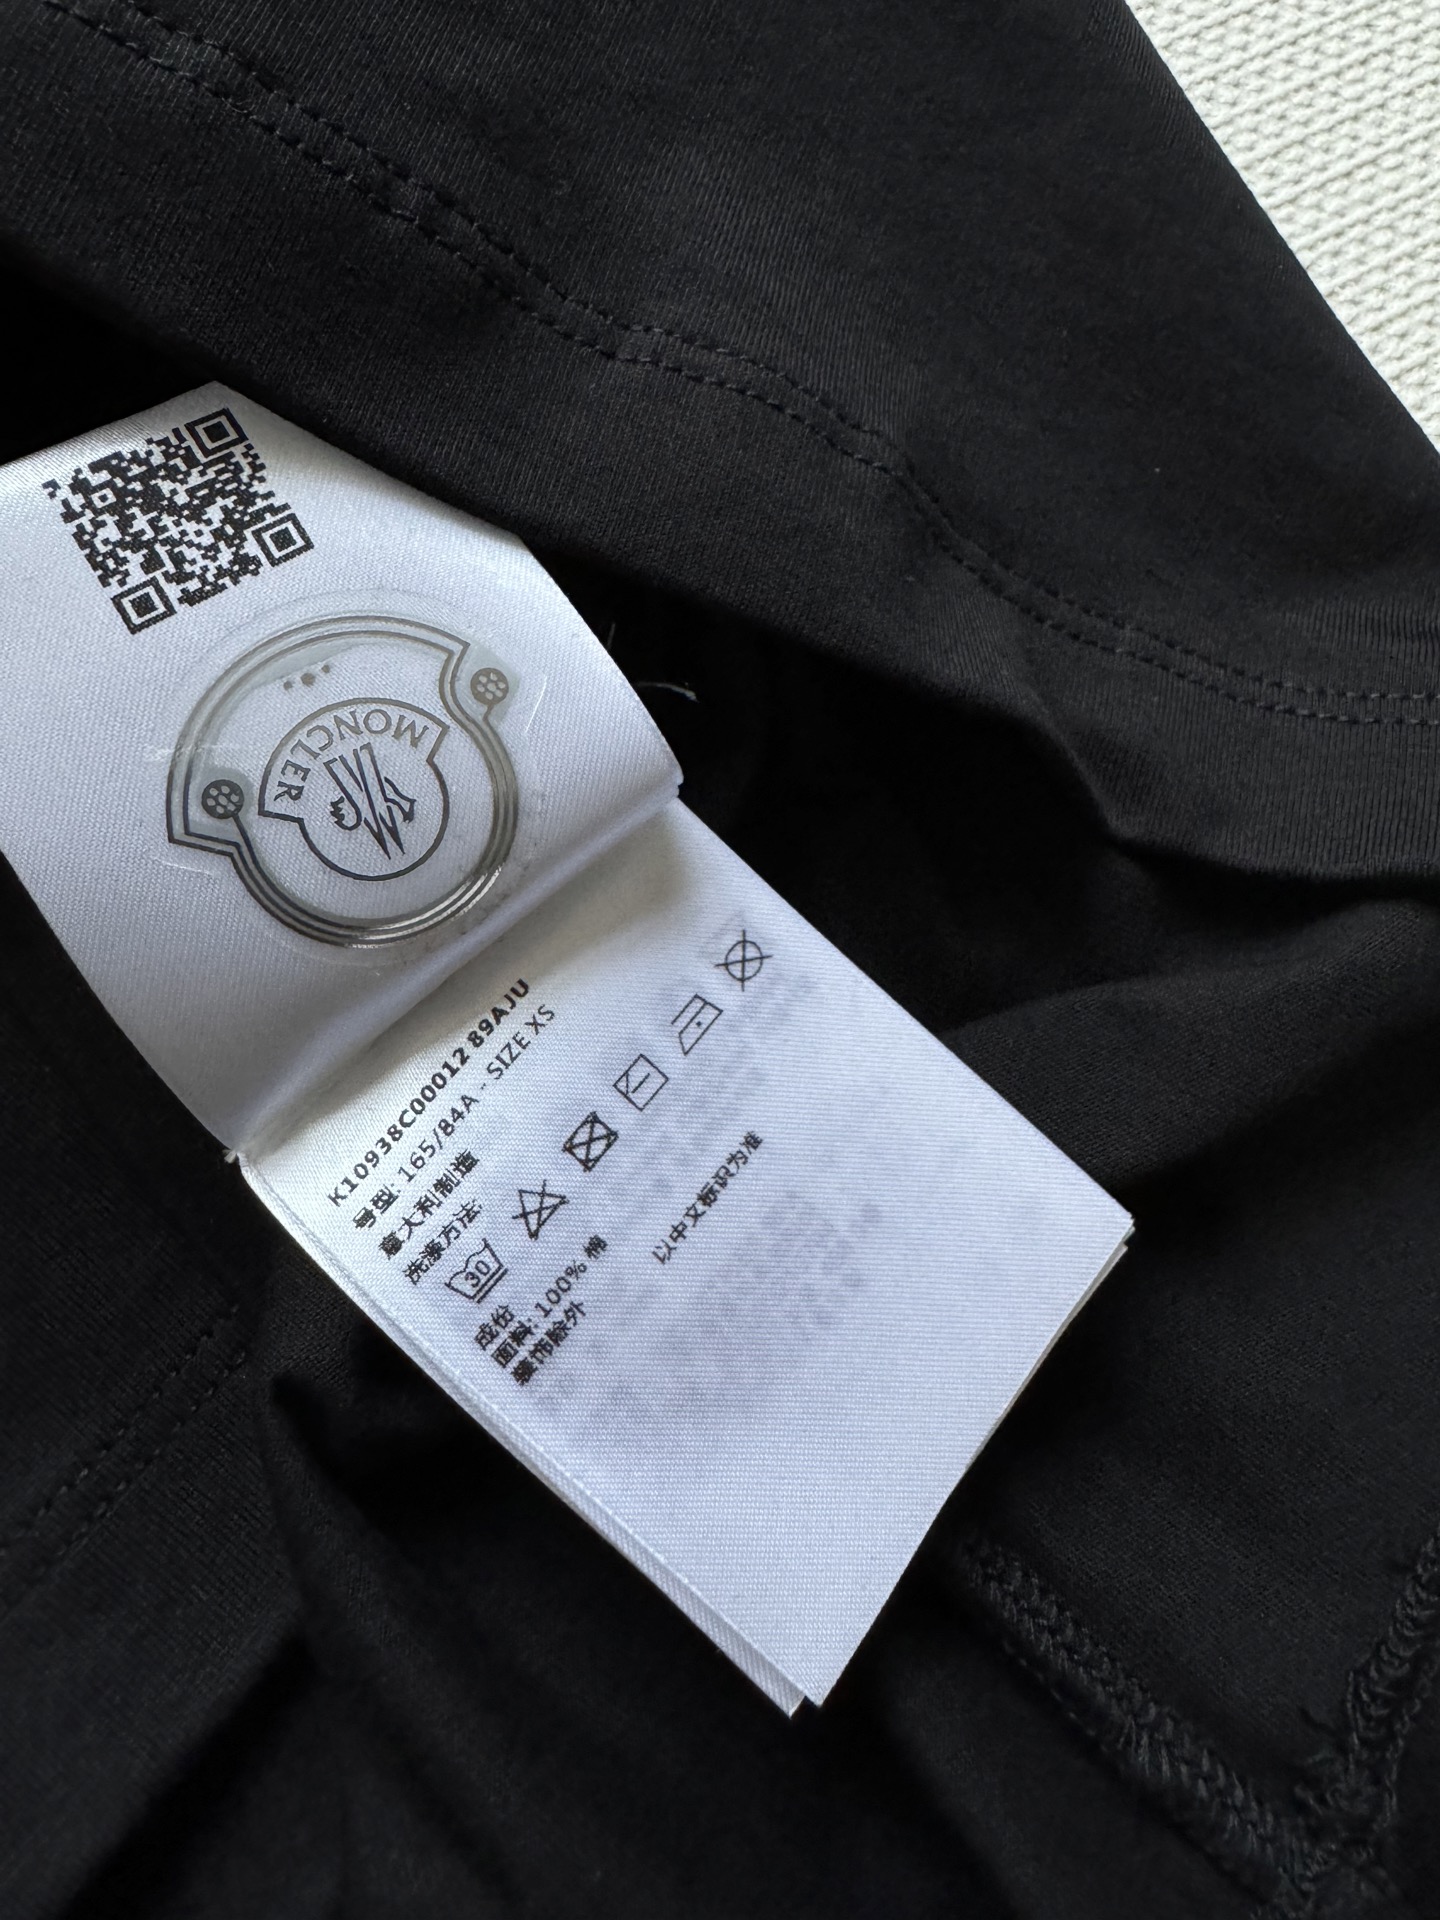 MONCLER
K10938C00012 89AJU
号型: 165/84A - SIZE XS
意大利制造
洗涤方法:
30
成份
面料: 100% 棉
装饰除外
以中文标识为准